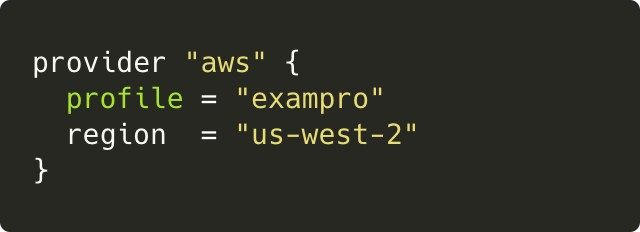 provider "aws" {
  profile = "exampro"
  region  = "us-west-2"
}